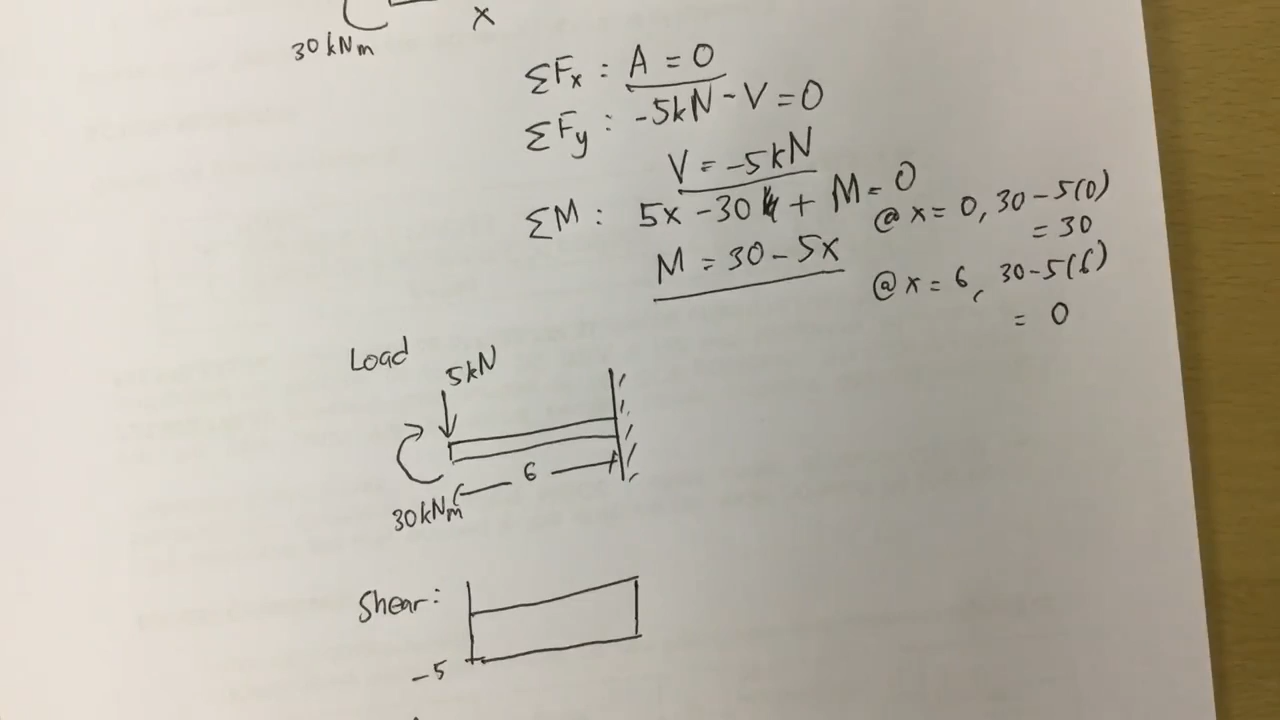 30 kNm
x
ΣFx : A = 0
ΣFy : -5kN - V = 0
V = -5kN
ΣM : 5x - 30 + M = 0
@ x = 0, 30 - 5(0)
= 30
M = 30 - 5x
@ x = 6, 30 - 5(6)
= 0
Load
5kN
6
30kNm
Shear:
-5